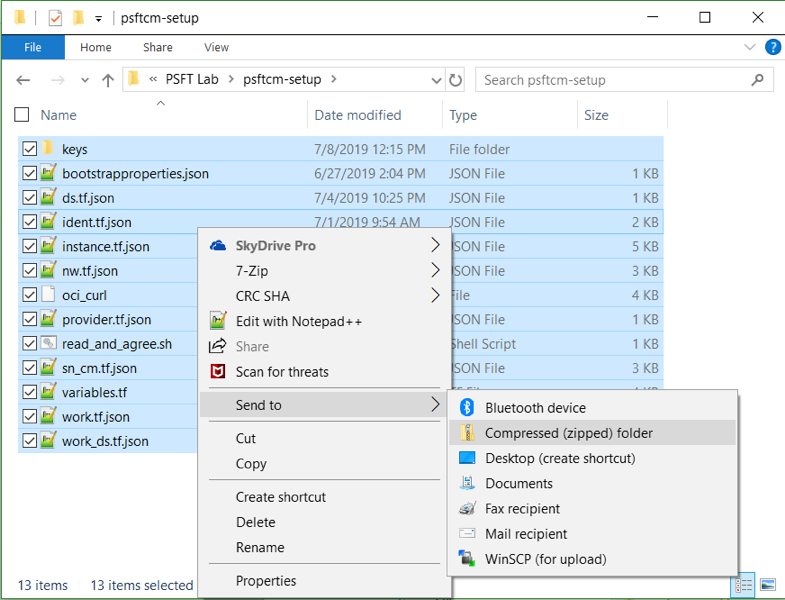 psftcm-setup
File Home Share View
« PSFT Lab > psftcm-setup > Search psftcm-setup
Name Date modified Type Size
keys 7/8/2019 12:15 PM File folder
bootstrapproperties.json 6/27/2019 2:04 PM JSON File 1 KB
ds.tf.json 7/4/2019 10:25 PM JSON File 1 KB
ident.tf.json 7/1/2019 9:54 AM JSON File 2 KB
instance.tf.json JSON File 5 KB
nw.tf.json JSON File 3 KB
oci_curl File 4 KB
provider.tf.json JSON File 1 KB
read_and_agree.sh Shell Script 1 KB
sn_cm.tf.json JSON File 3 KB
variables.tf
work.tf.json
work_ds.tf.json
SkyDrive Pro
7-Zip
CRC SHA
Edit with Notepad++
Share
Scan for threats
Send to
Cut
Copy
Create shortcut
Delete
Rename
Properties
Bluetooth device
Compressed (zipped) folder
Desktop (create shortcut)
Documents
Fax recipient
Mail recipient
WinSCP (for upload)
13 items 13 items selected